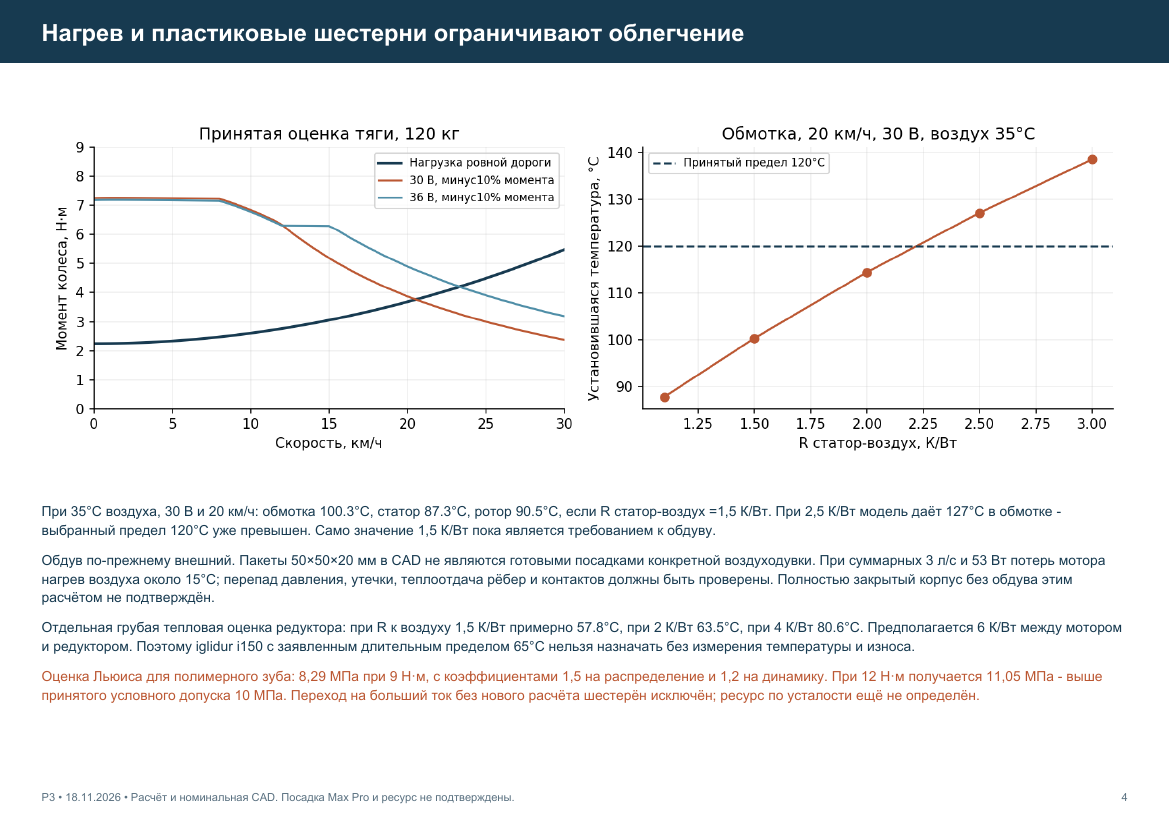 Нагрев и пластиковые шестерни ограничивают облегчение
Принятая оценка тяги, 120 кг
Момент колеса, Н·м
9
8
7
6
5
4
3
2
1
0
Нагрузка ровной дороги
30 В, минус10% момента
36 В, минус10% момента
0 5 10 15 20 25 30
Скорость, км/ч
Обмотка, 20 км/ч, 30 В, воздух 35°C
Установившаяся температура, °C
140
130
120
110
100
90
Принятый предел 120°C
1.25 1.50 1.75 2.00 2.25 2.50 2.75 3.00
R статор-воздух, К/Вт
При 35°C воздуха, 30 В и 20 км/ч: обмотка 100.3°C, статор 87.3°C, ротор 90.5°C, если R статор-воздух =1,5 К/Вт. При 2,5 К/Вт модель даёт 127°C в обмотке -
выбранный предел 120°C уже превышен. Само значение 1,5 К/Вт пока является требованием к обдуву.
Обдув по-прежнему внешний. Пакеты 50×50×20 мм в CAD не являются готовыми посадками конкретной воздуходувки. При суммарных 3 л/с и 53 Вт потерь мотора
нагрев воздуха около 15°C; перепад давления, утечки, теплоотдача рёбер и контактов должны быть проверены. Полностью закрытый корпус без обдува этим
расчётом не подтверждён.
Отдельная грубая тепловая оценка редуктора: при R к воздуху 1,5 К/Вт примерно 57.8°C, при 2 К/Вт 63.5°C, при 4 К/Вт 80.6°C. Предполагается 6 К/Вт между мотором
и редуктором. Поэтому iglidur i150 с заявленным длительным пределом 65°C нельзя назначать без измерения температуры и износа.
Оценка Льюиса для полимерного зуба: 8,29 МПа при 9 Н·м, с коэффициентами 1,5 на распределение и 1,2 на динамику. При 12 Н·м получается 11,05 МПа - выше
принятого условного допуска 10 МПа. Переход на больший ток без нового расчёта шестерён исключён; ресурс по усталости ещё не определён.
P3 • 18.11.2026 • Расчёт и номинальная CAD. Посадка Max Pro и ресурс не подтверждены.
4